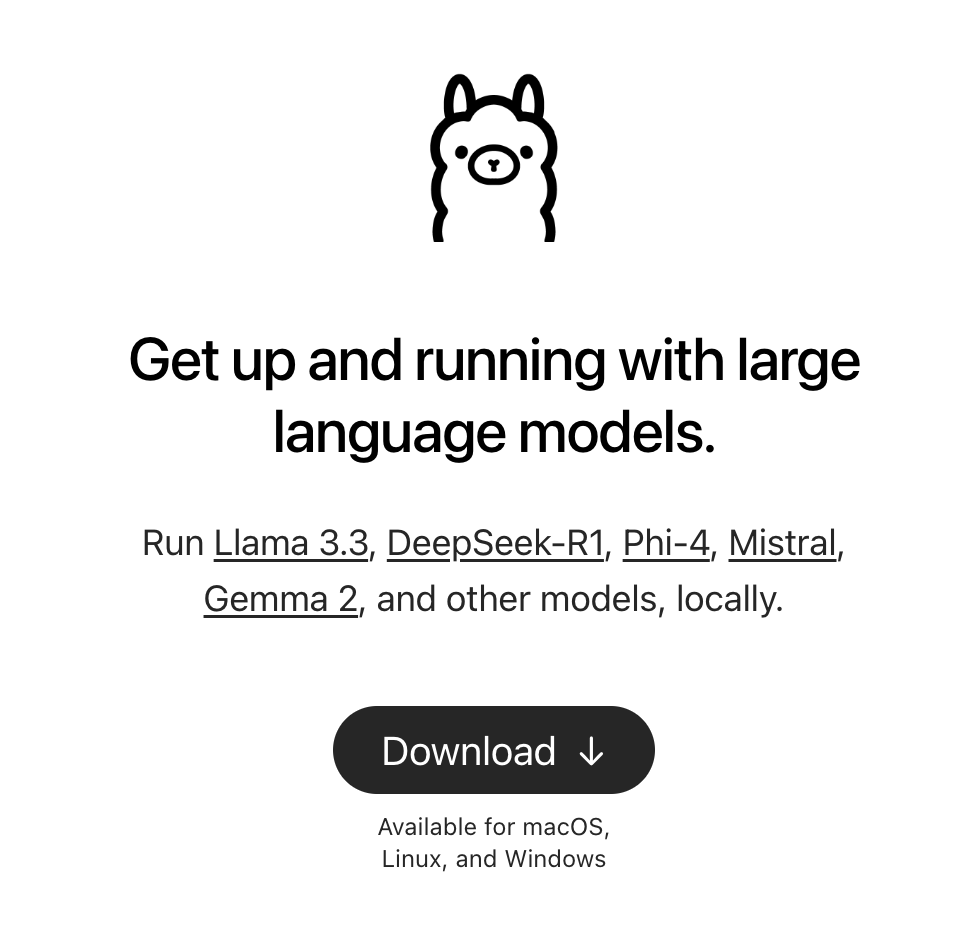 Get up and running with large
language models.
Run Llama 3.3, DeepSeek-R1, Phi-4, Mistral,
Gemma 2, and other models, locally.
Download ↓
Available for macOS,
Linux, and Windows